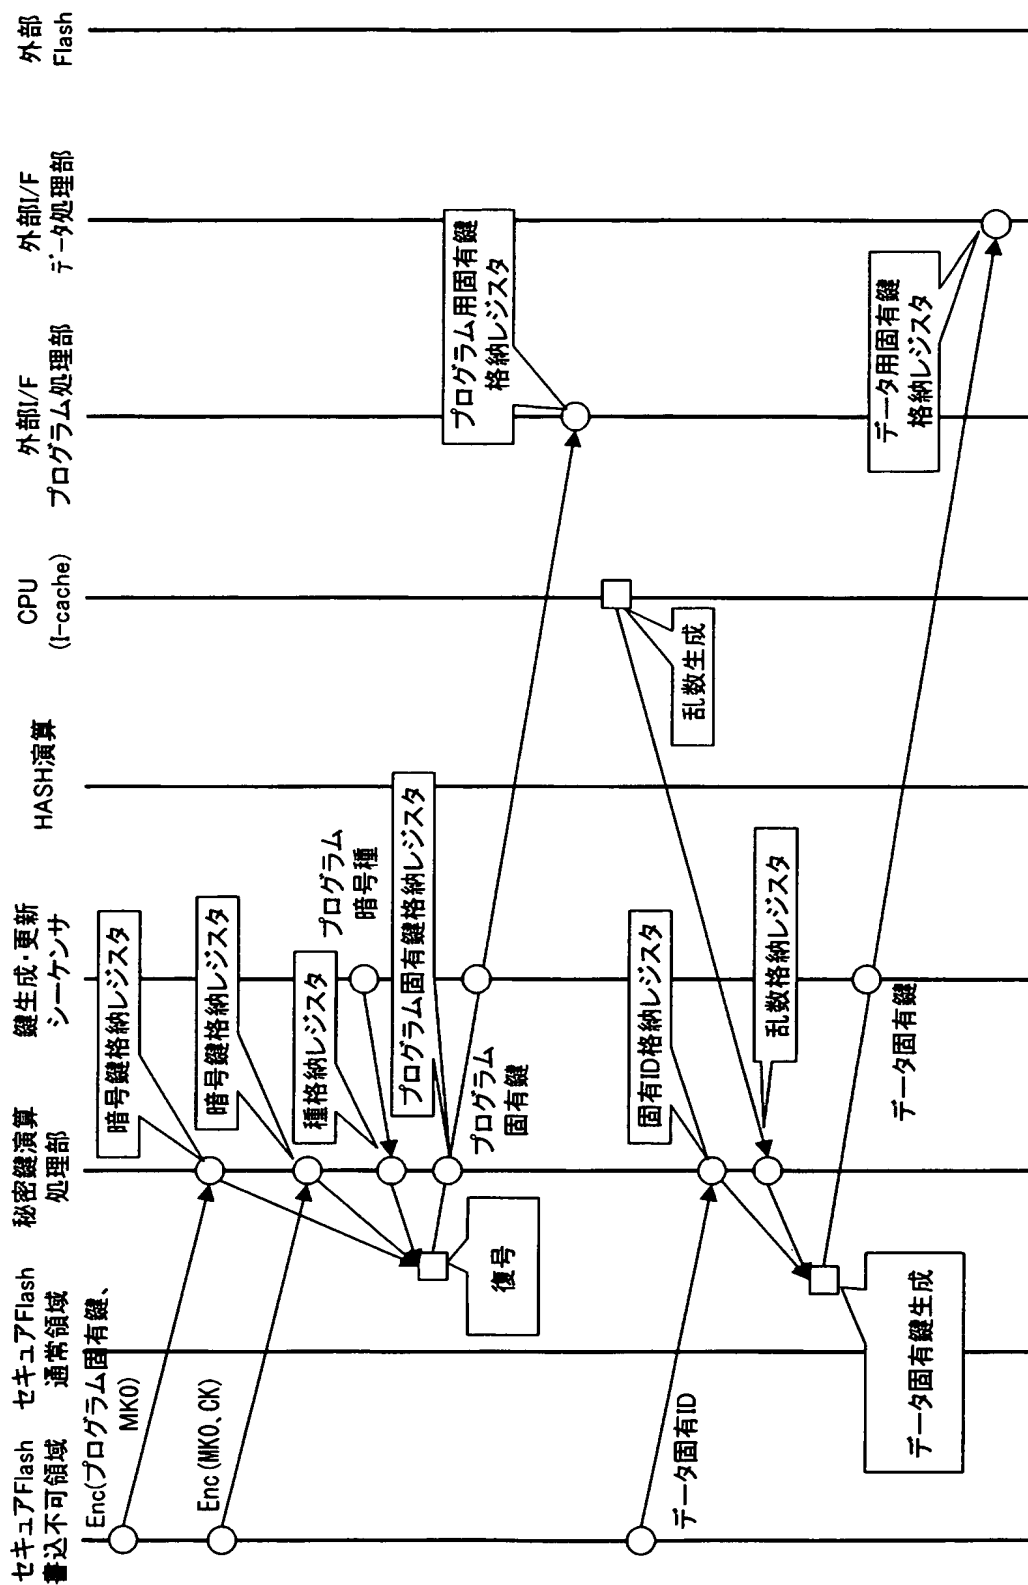 セキュアFlash
書込不可領域
セキュアFlash
通常領域
秘密鍵演算
処理部
鍵生成・更新
シーケンサ
HASH演算
CPU
(I-cache)
外部I/F
プログラム処理部
外部I/F
データ処理部
外部
Flash
Enc(プログラム固有鍵、
MK0)
暗号鍵格納レジスタ
Enc(MK0、CK)
暗号鍵格納レジスタ
種格納レジスタ
プログラム
暗号種
プログラム固有鍵格納レジスタ
復号
プログラム
固有鍵
プログラム用固有鍵
格納レジスタ
乱数生成
データ固有ID
固有ID格納レジスタ
乱数格納レジスタ
データ固有鍵生成
データ固有鍵
データ用固有鍵
格納レジスタ